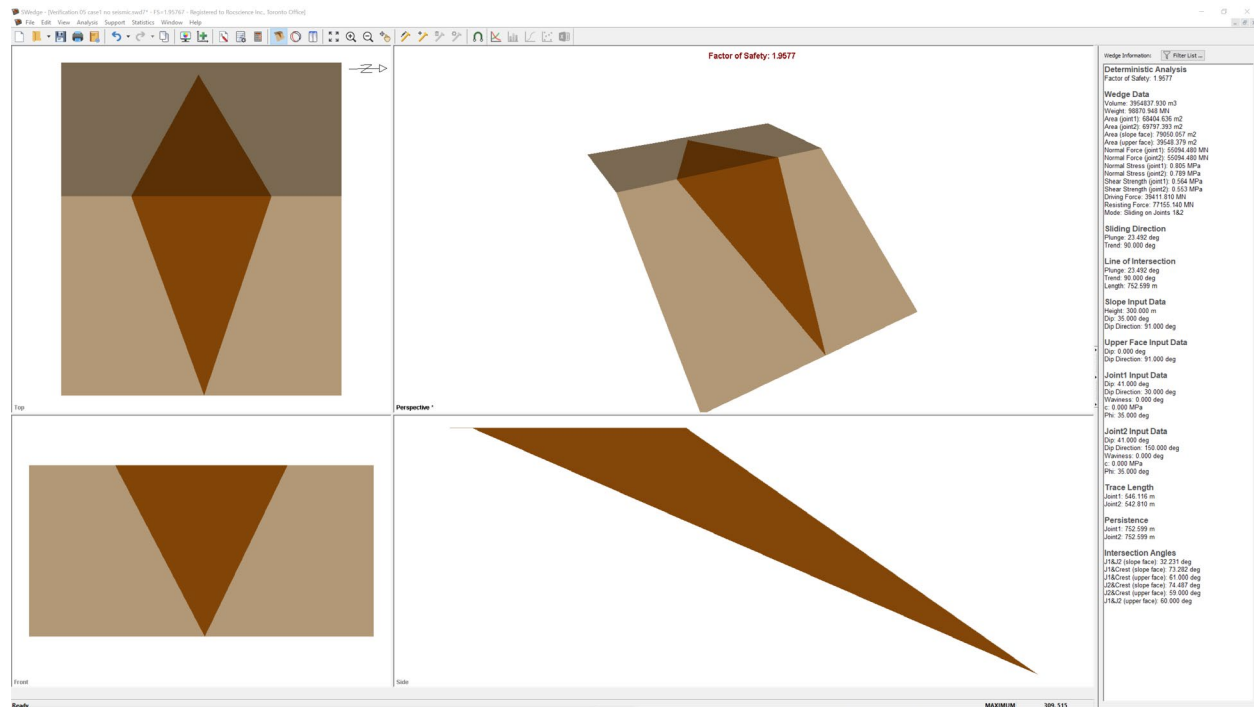 SWedge - [Verification 05 case1 no seismic.swd7* - FS=1.95767 - Registered to Rocscience Inc., Toronto Office]
File Edit View Analysis Support Statistics Window Help
Top
Factor of Safety: 1.9577
Perspective *
Front
Side
Wedge Information:
Filter List ...
Deterministic Analysis
Factor of Safety: 1.9577
Wedge Data
Volume: 3954837.930 m3
Weight: 98870.948 MN
Area (joint1): 68404.636 m2
Area (joint2): 69797.393 m2
Area (slope face): 79050.057 m2
Area (upper face): 39548.379 m2
Normal Force (joint1): 55094.480 MN
Normal Force (joint2): 55094.480 MN
Normal Stress (joint1): 0.805 MPa
Normal Stress (joint2): 0.789 MPa
Shear Strength (joint1): 0.564 MPa
Shear Strength (joint2): 0.553 MPa
Driving Force: 39411.810 MN
Resisting Force: 77155.140 MN
Mode: Sliding on Joints 1&2
Sliding Direction
Plunge: 23.492 deg
Trend: 90.000 deg
Line of Intersection
Plunge: 23.492 deg
Trend: 90.000 deg
Length: 752.599 m
Slope Input Data
Height: 300.000 m
Dip: 35.000 deg
Dip Direction: 91.000 deg
Upper Face Input Data
Dip: 0.000 deg
Dip Direction: 91.000 deg
Joint1 Input Data
Dip: 41.000 deg
Dip Direction: 30.000 deg
Waviness: 0.000 deg
c: 0.000 MPa
Phi: 35.000 deg
Joint2 Input Data
Dip: 41.000 deg
Dip Direction: 150.000 deg
Waviness: 0.000 deg
c: 0.000 MPa
Phi: 35.000 deg
Trace Length
Joint1: 546.116 m
Joint2: 542.810 m
Persistence
Joint1: 752.599 m
Joint2: 752.599 m
Intersection Angles
J1&J2 (slope face): 32.231 deg
J1&Crest (slope face): 73.282 deg
J1&Crest (upper face): 61.000 deg
J2&Crest (slope face): 74.487 deg
J2&Crest (upper face): 59.000 deg
J1&J2 (upper face): 60.000 deg
Ready
MAXIMUM 309.515